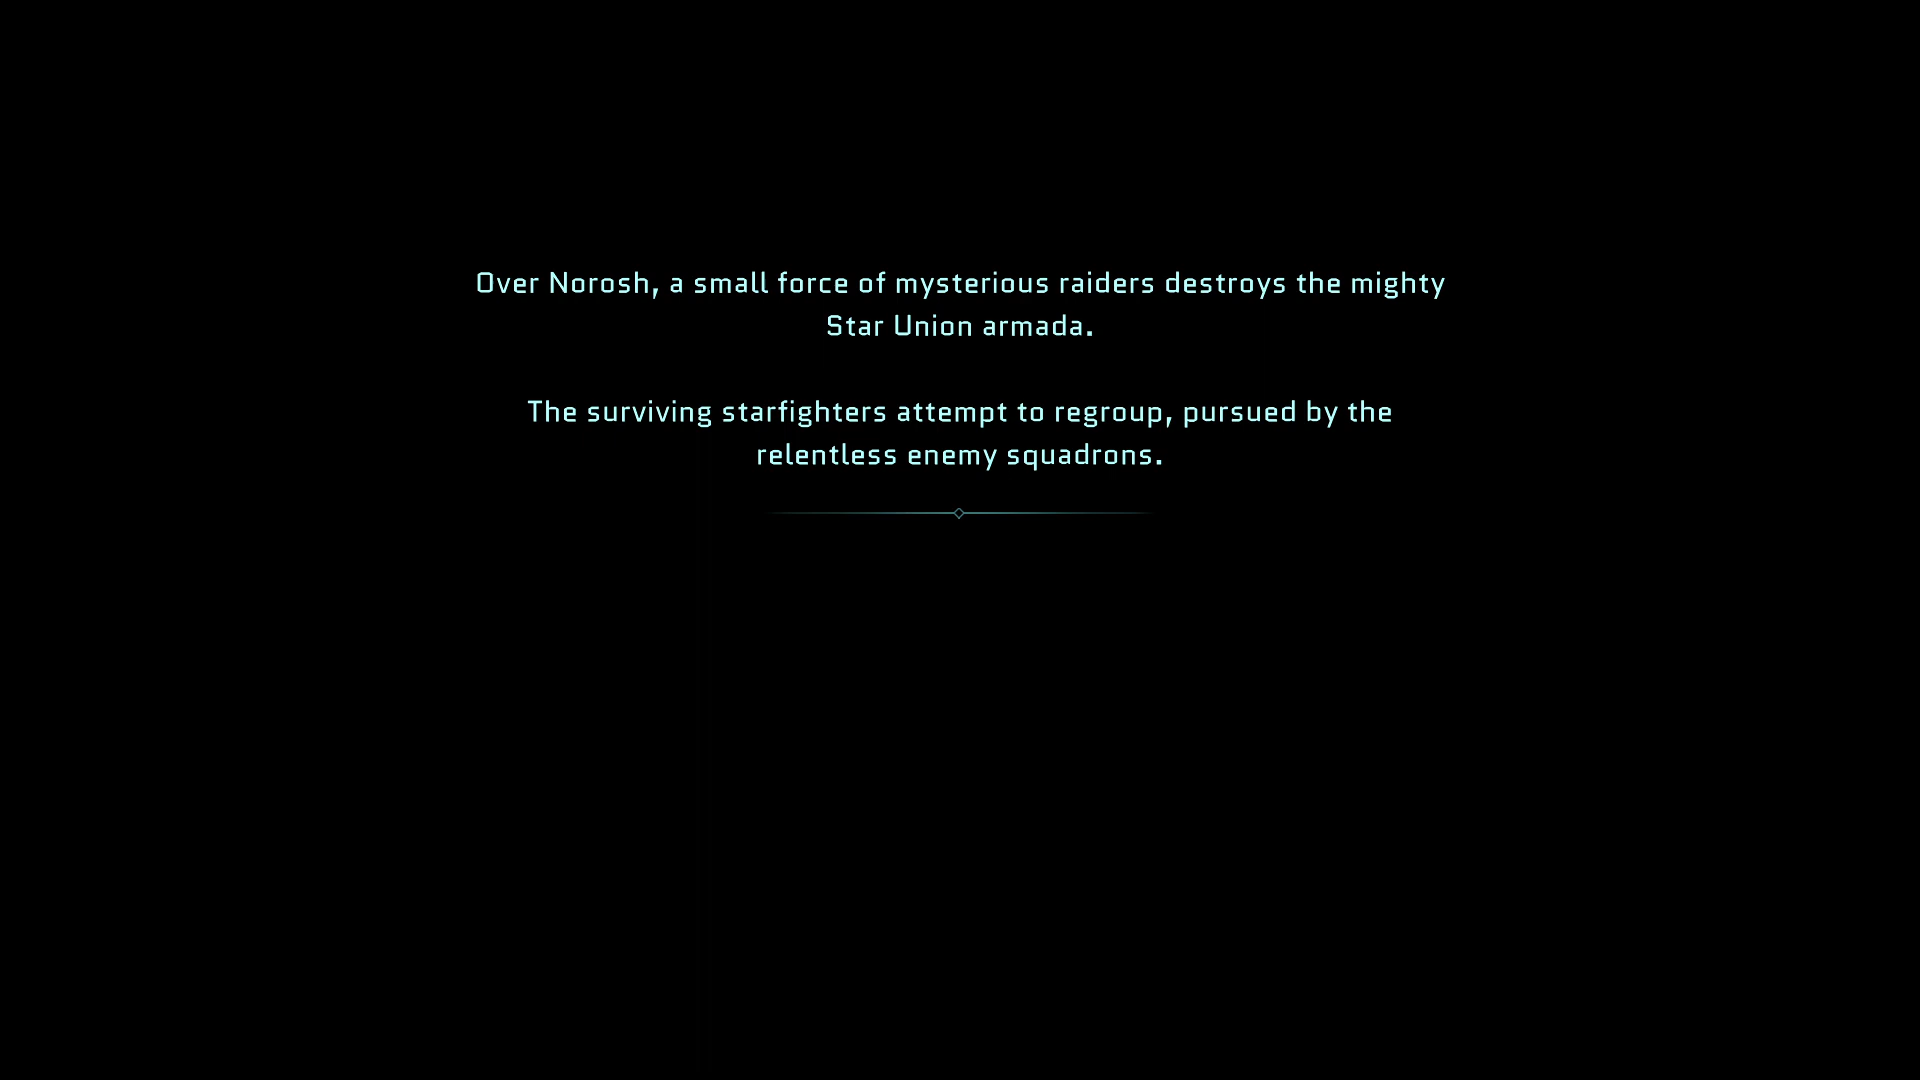 Over Norosh, a small force of mysterious raiders destroys the mighty
Star Union armada.
The surviving starfighters attempt to regroup, pursued by the
relentless enemy squadrons.